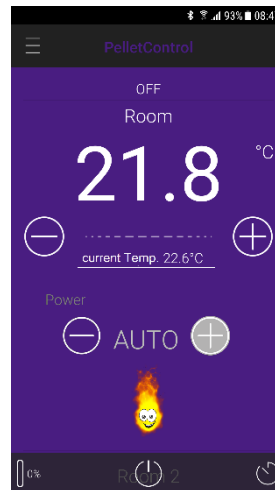 93% 08:4
PelletControl
OFF
Room
21.8 °C
current Temp. 22.6°C
Power
AUTO
0%
Room 2